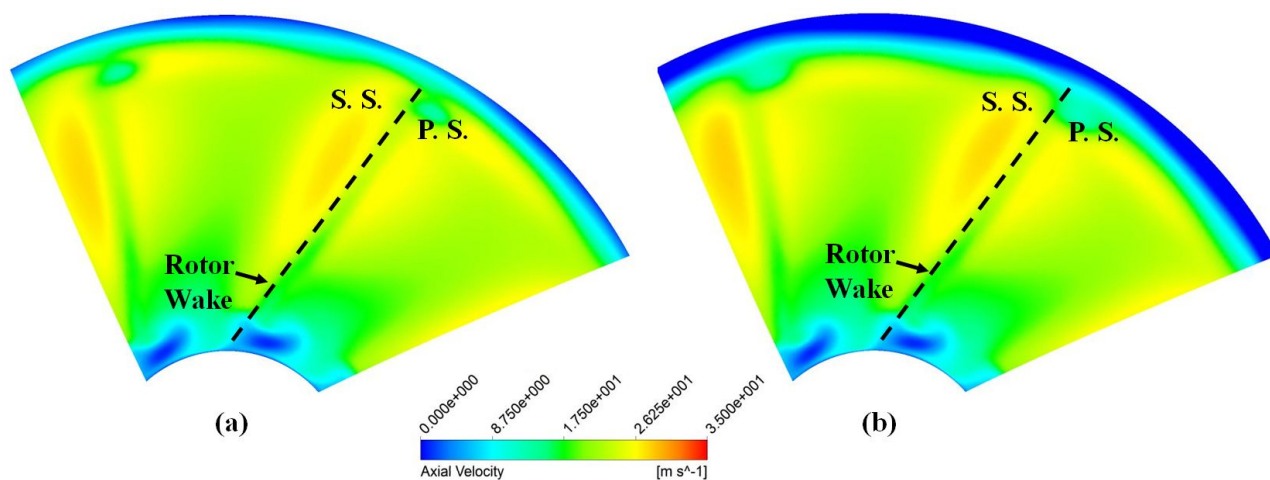 S. S.
P. S.
Rotor
Wake
(a)
S. S.
P. S.
Rotor
Wake
(b)
0.000e+000
8.750e+000
1.750e+001
2.625e+001
3.500e+001
Axial Velocity
[m s^-1]